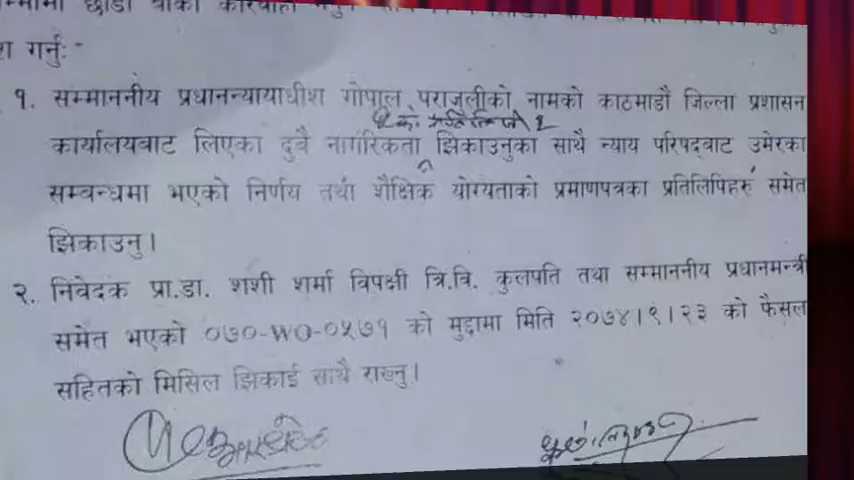 गर्नुः-
१. सम्माननीय प्रधानन्यायाधीश गोपाल पराजुलीको नामको काठमाडौं जिल्ला प्रशासन
कार्यालयबाट लिएका दुवै नागरिकता झिकाउनुका साथै न्याय परिषद्बाट उमेरका
सम्बन्धमा भएको निर्णय तथा शैक्षिक योग्यताको प्रमाणपत्रका प्रतिलिपिहरु समेत
झिकाउनु।
२. निवेदक प्रा.डा. शशी शर्मा विपक्षी त्रि.वि. कुलपति तथा सम्माननीय प्रधानमन्त्री
समेत भएको ०७०-WO-०५७१ को मुद्दामा मिति २०७४।९।२३ को फैसला
सहितको मिसिल झिकाई साथै राख्नु।